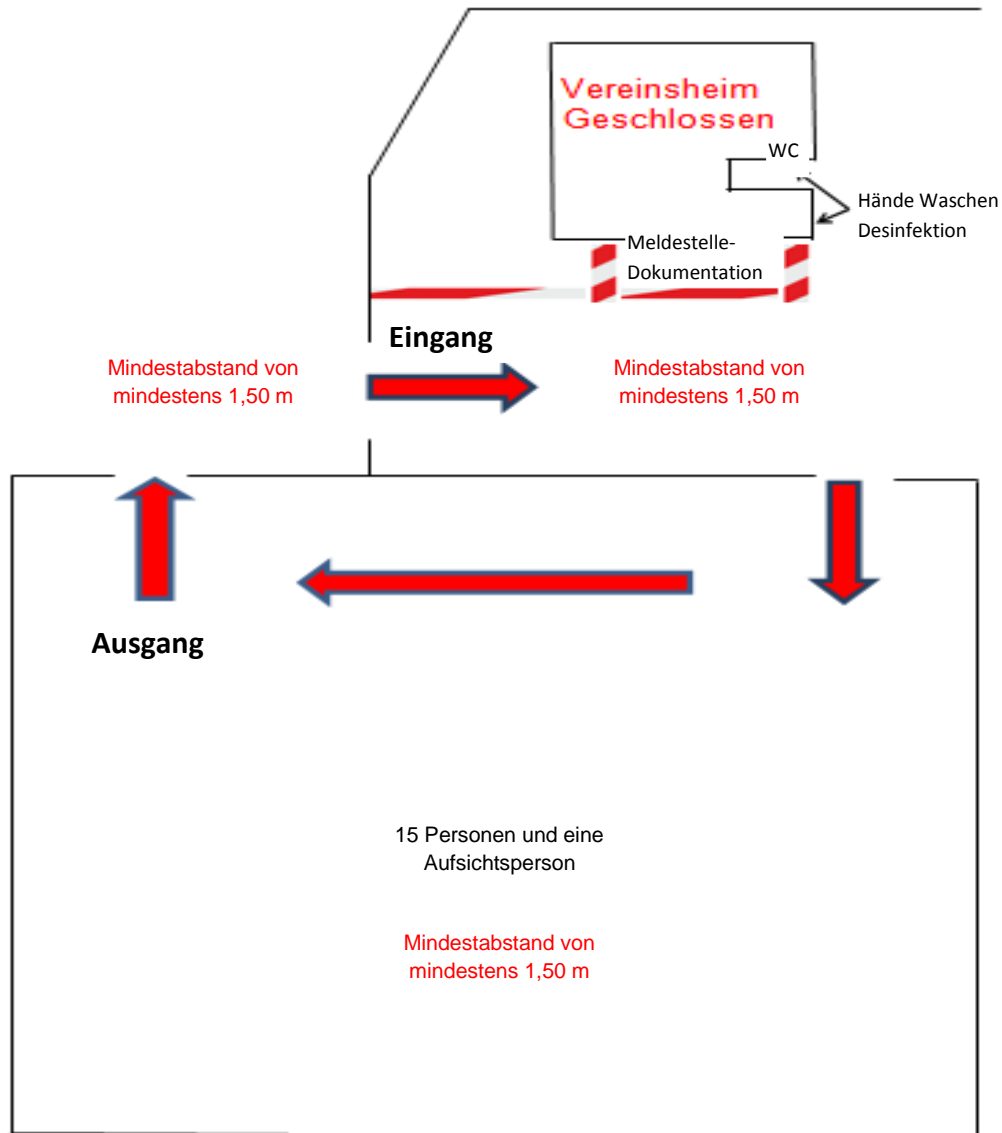 Vereinsheim
Geschlossen
WC
Hände Waschen
Desinfektion
Meldestelle-
Dokumentation
Eingang
Mindestabstand von
mindestens 1,50 m
Mindestabstand von
mindestens 1,50 m
Ausgang
15 Personen und eine
Aufsichtsperson
Mindestabstand von
mindestens 1,50 m